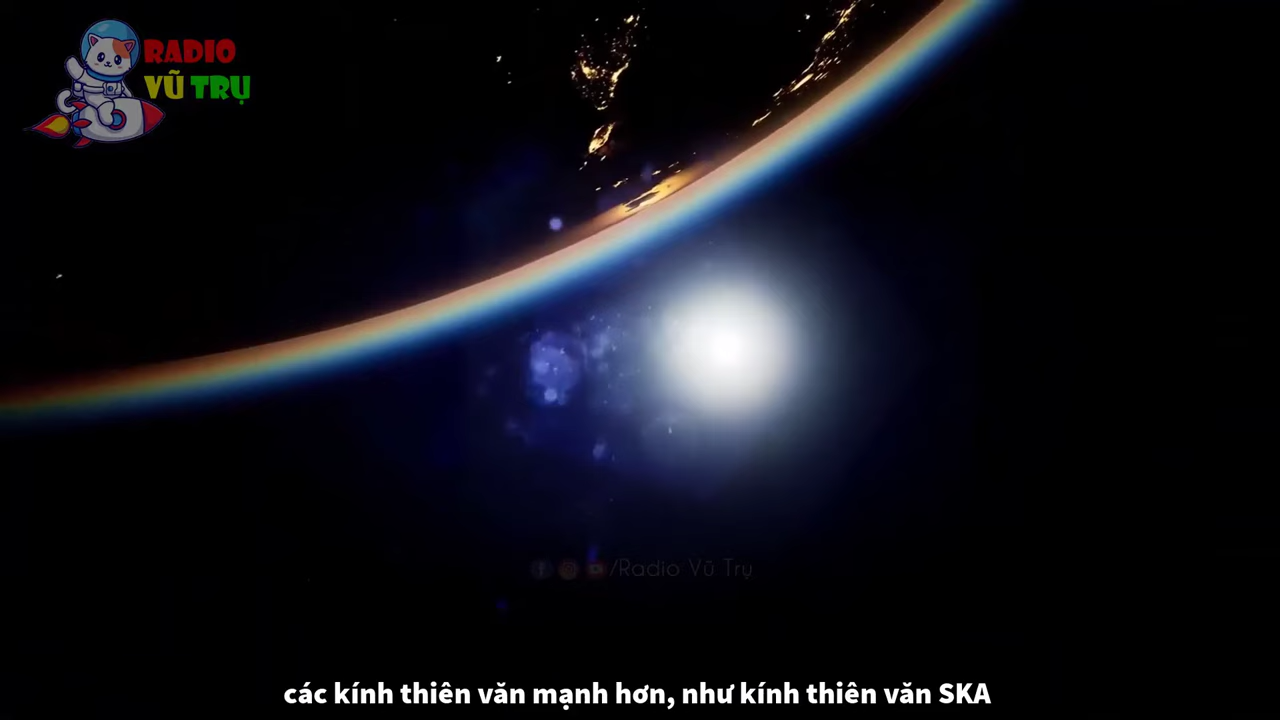 RADIO
VŨ TRỤ
/Radio Vũ Trụ
các kính thiên văn mạnh hơn, như kính thiên văn SKA